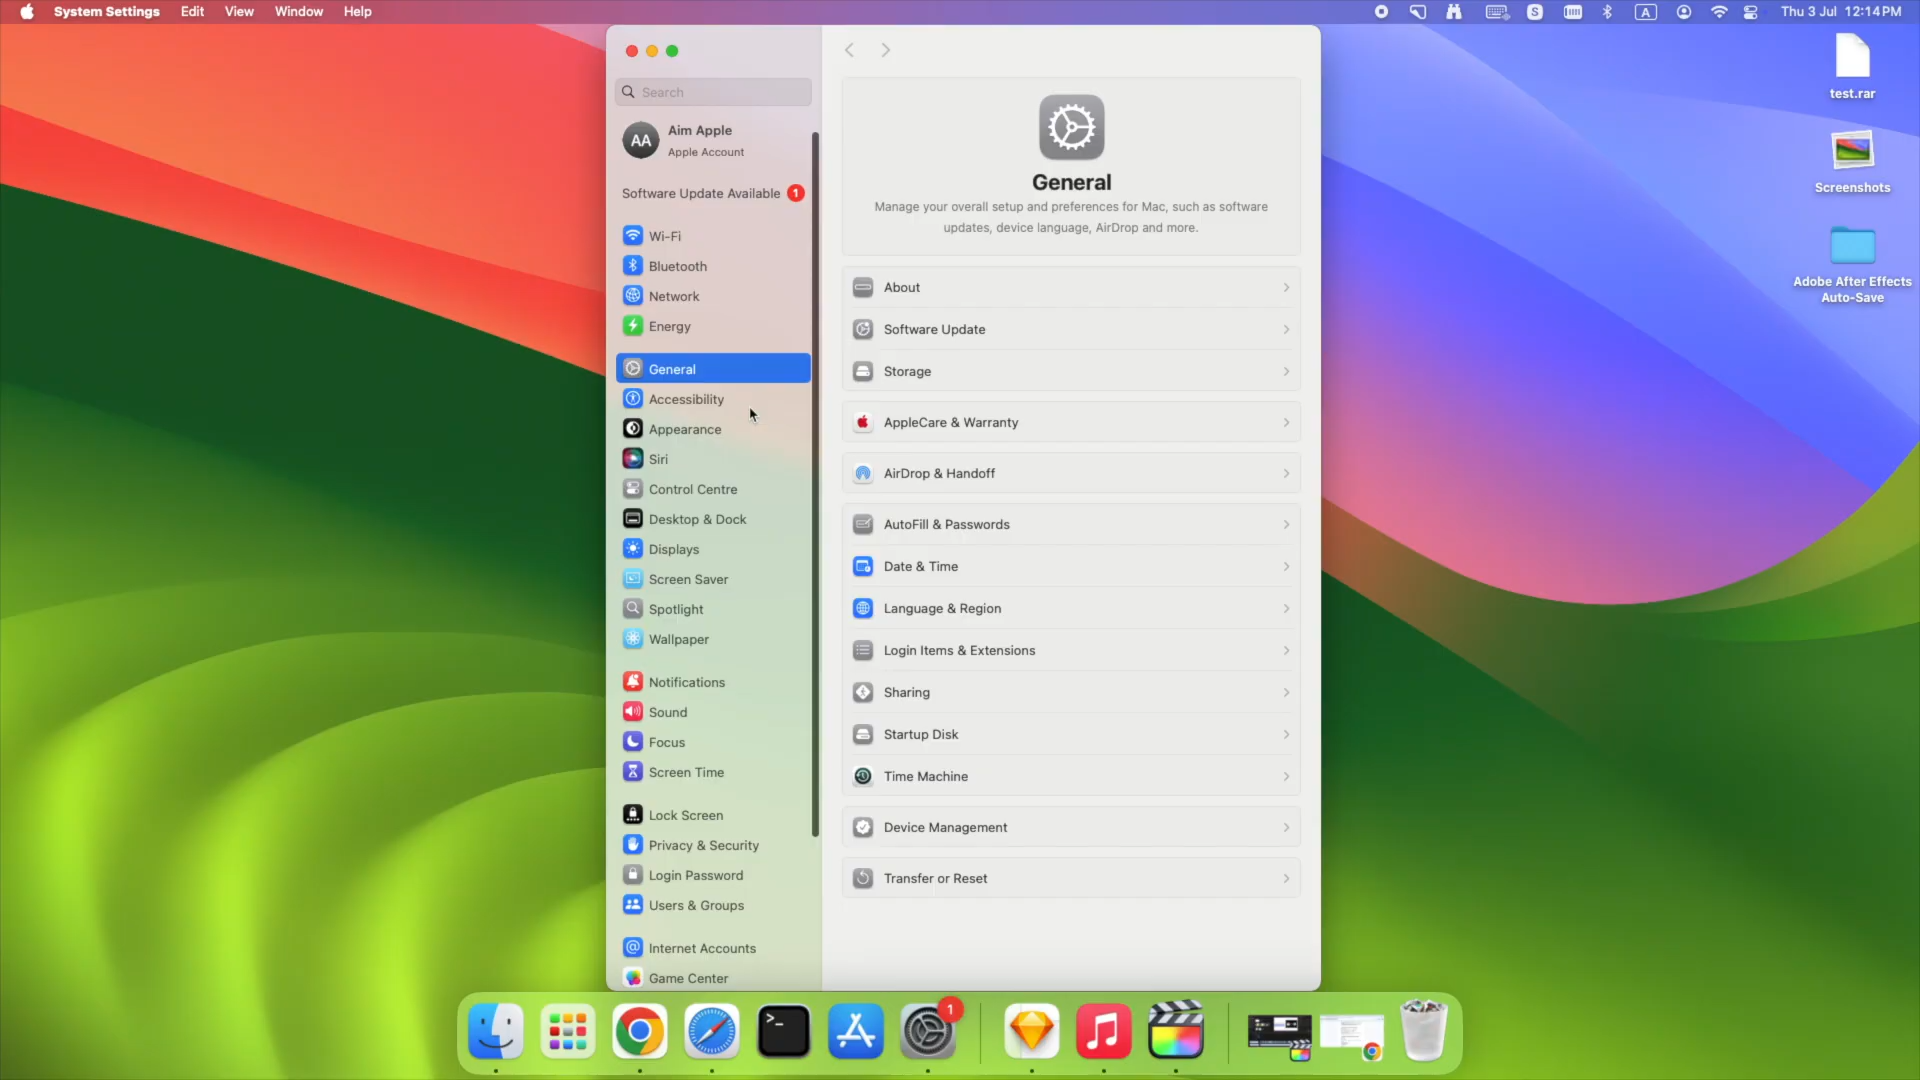 System Settings Edit View Window Help
S A Thu 3 Jul 12:14 PM
Search
AA Aim Apple
Apple Account
Software Update Available 1
Wi-Fi
Bluetooth
Network
Energy
General
Accessibility
Appearance
Siri
Control Centre
Desktop & Dock
Displays
Screen Saver
Spotlight
Wallpaper
Notifications
Sound
Focus
Screen Time
Lock Screen
Privacy & Security
Login Password
Users & Groups
Internet Accounts
Game Center
General
Manage your overall setup and preferences for Mac, such as software
updates, device language, AirDrop and more.
About
Software Update
Storage
AppleCare & Warranty
AirDrop & Handoff
AutoFill & Passwords
Date & Time
Language & Region
Login Items & Extensions
Sharing
Startup Disk
Time Machine
Device Management
Transfer or Reset
test.rar
Screenshots
Adobe After Effects
Auto-Save
1